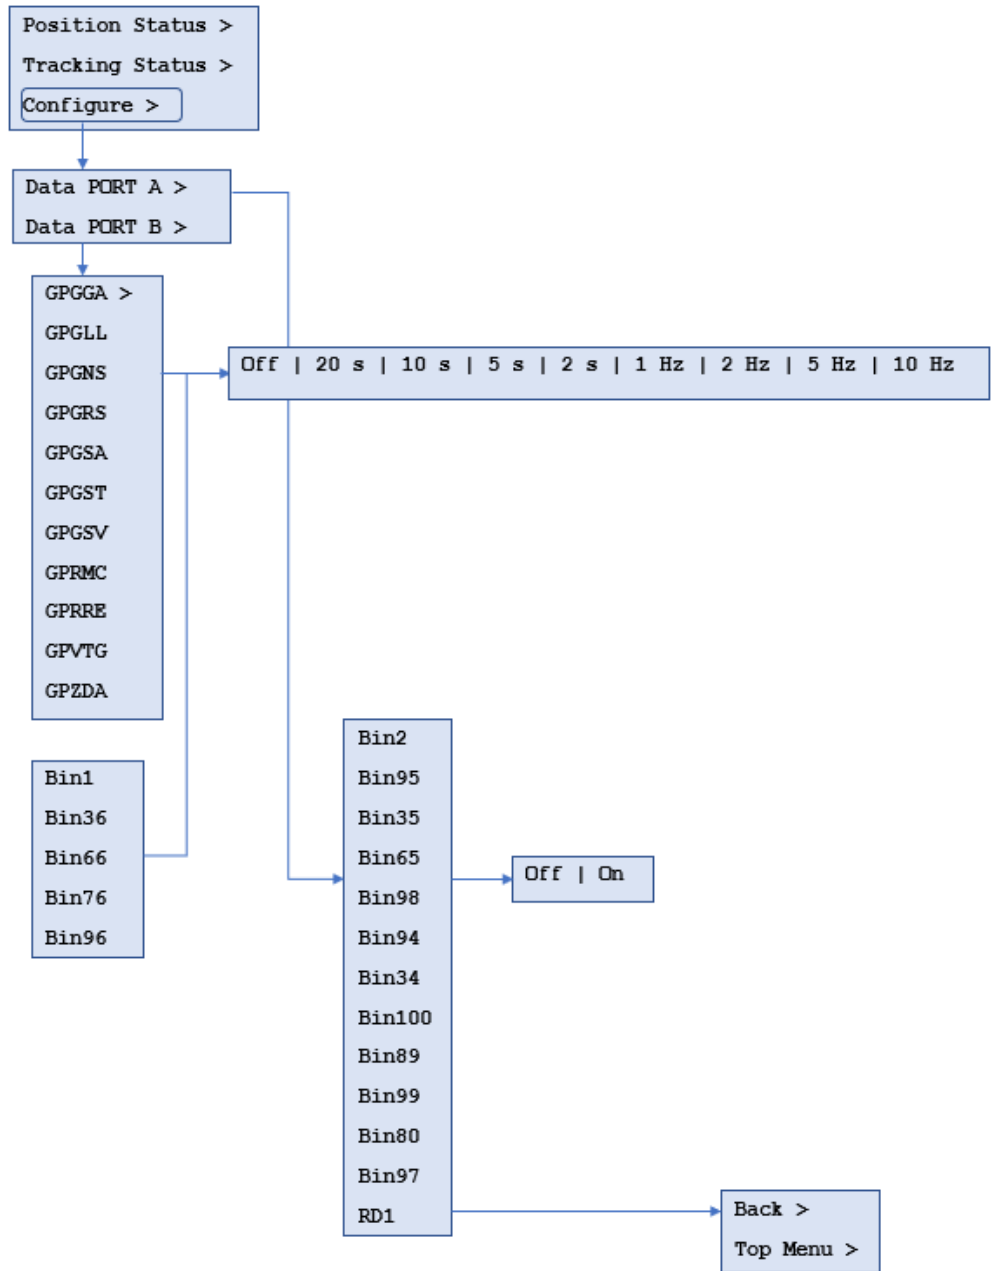 Position Status >
Tracking Status >
Configure >
Data PORT A >
Data PORT B >
GPGGA >
GPGLL
GPGNS
GPGRS
GPGSA
GPGST
GPGSV
GPRMC
GPRRE
GPVTG
GPZDA
Off | 20 s | 10 s | 5 s | 2 s | 1 Hz | 2 Hz | 5 Hz | 10 Hz
Bin1
Bin36
Bin66
Bin76
Bin96
Bin2
Bin95
Bin35
Bin65
Bin98
Bin94
Bin34
Bin100
Bin89
Bin99
Bin80
Bin97
RD1
Off | On
Back >
Top Menu >